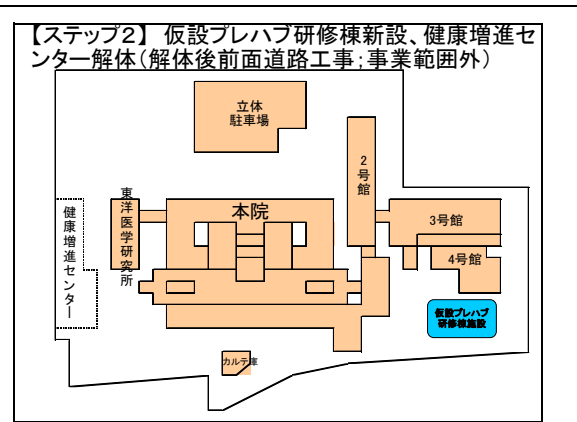 【ステップ2】 仮設プレハブ研修棟新設、健康増進セ
ンター解体(解体後前面道路工事;事業範囲外)
立体
駐車場
2号館
東洋医学研究所
本院
健康増進センター
3号館
4号館
仮設プレハブ
研修棟施設
カルテ庫